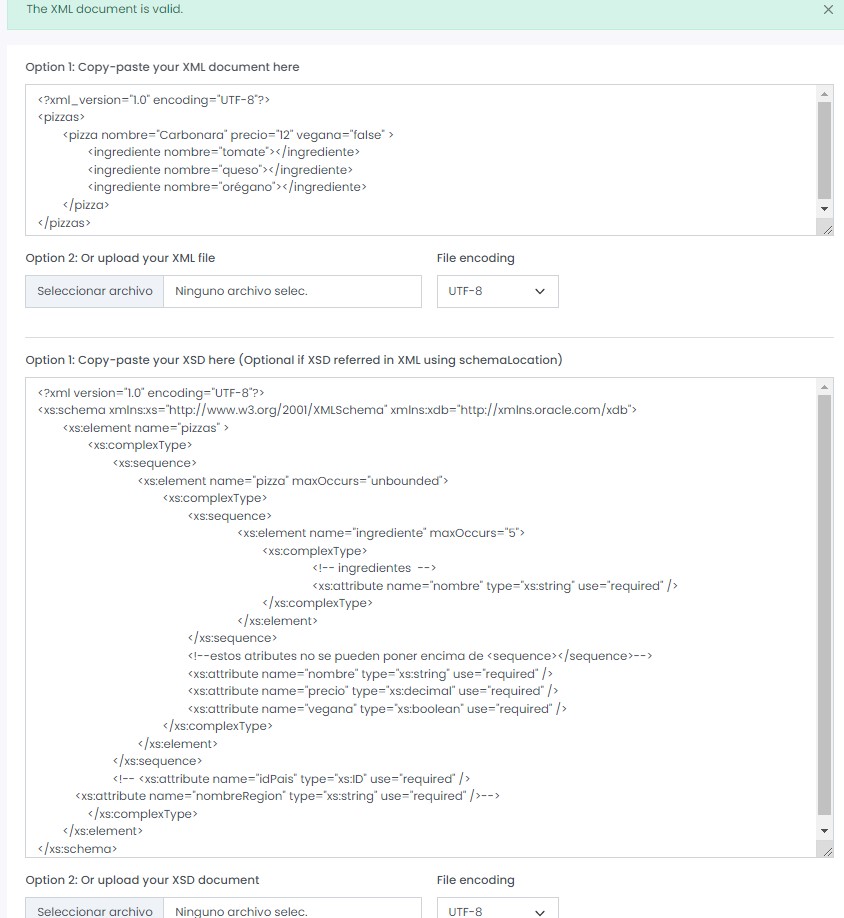 The XML document is valid.
Option 1: Copy-paste your XML document here
<?xml_version="1.0" encoding="UTF-8"?>
<pizzas>
<pizza nombre="Carbonara" precio="12" vegana="false" >
<ingrediente nombre="tomate"></ingrediente>
<ingrediente nombre="queso"></ingrediente>
<ingrediente nombre="orégano"></ingrediente>
</pizza>
</pizzas>
Option 2: Or upload your XML file
File encoding
Seleccionar archivo Ninguno archivo selec.
UTF-8
Option 1: Copy-paste your XSD here (Optional if XSD referred in XML using schemaLocation)
<?xml version="1.0" encoding="UTF-8"?>
<xs:schema xmlns:xs="http://www.w3.org/2001/XMLSchema" xmlns:xdb="http://xmlns.oracle.com/xdb">
<xs:element name="pizzas" >
<xs:complexType>
<xs:sequence>
<xs:element name="pizza" maxOccurs="unbounded">
<xs:complexType>
<xs:sequence>
<xs:element name="ingrediente" maxOccurs="5">
<xs:complexType>
<!-- ingredientes -->
<xs:attribute name="nombre" type="xs:string" use="required" />
</xs:complexType>
</xs:element>
</xs:sequence>
<!--estos atributes no se pueden poner encima de <sequence></sequence>-->
<xs:attribute name="nombre" type="xs:string" use="required" />
<xs:attribute name="precio" type="xs:decimal" use="required" />
<xs:attribute name="vegana" type="xs:boolean" use="required" />
</xs:complexType>
</xs:element>
</xs:sequence>
<!-- <xs:attribute name="idPais" type="xs:ID" use="required" />
<xs:attribute name="nombreRegion" type="xs:string" use="required" />-->
</xs:complexType>
</xs:element>
</xs:schema>
Option 2: Or upload your XSD document
File encoding
Seleccionar archivo Ninguno archivo selec.
UTF-8